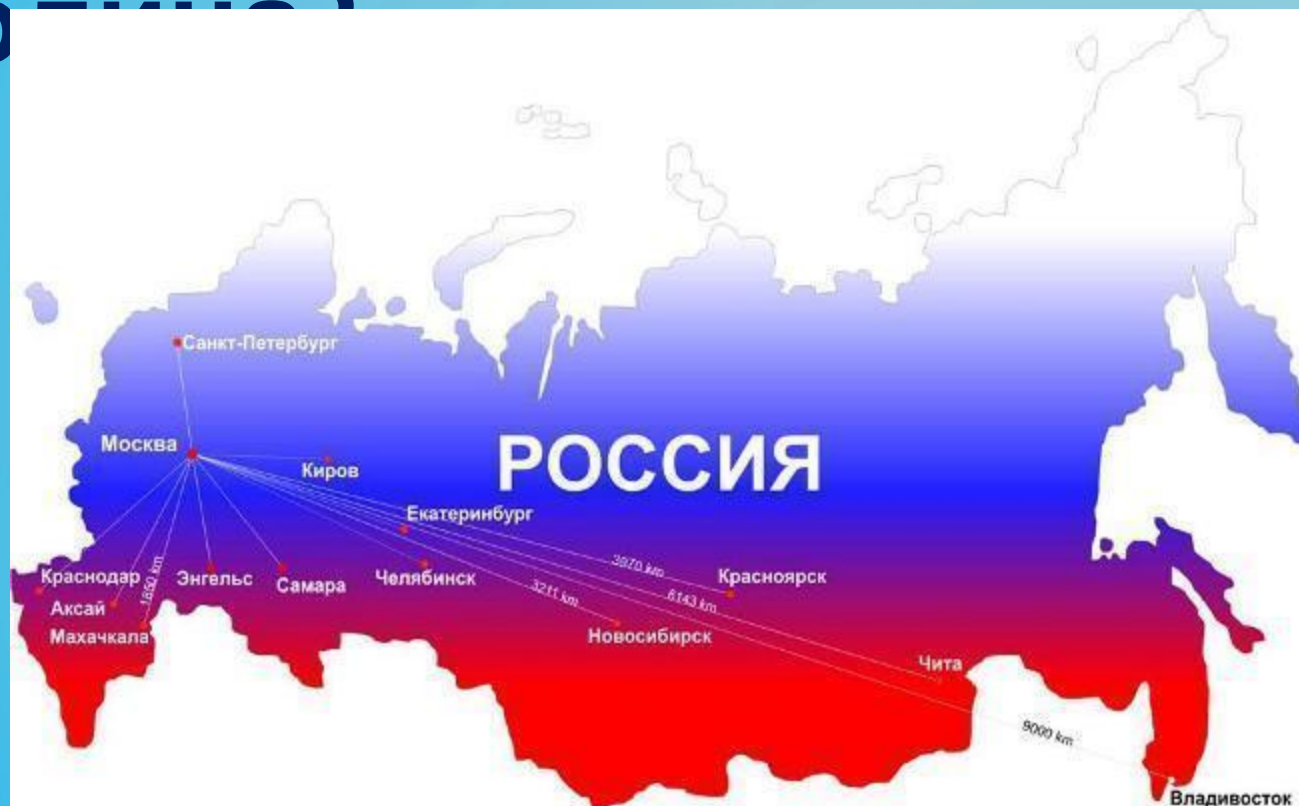 Санкт-Петербург
Москва
Киров
РОССИЯ
Екатеринбург
Краснодар
Энгельс
Самара
Челябинск
Красноярск
Аксай
Махачкала
Новосибирск
Чита
Владивосток
1850 km
3211 km
3970 km
6143 km
9000 km